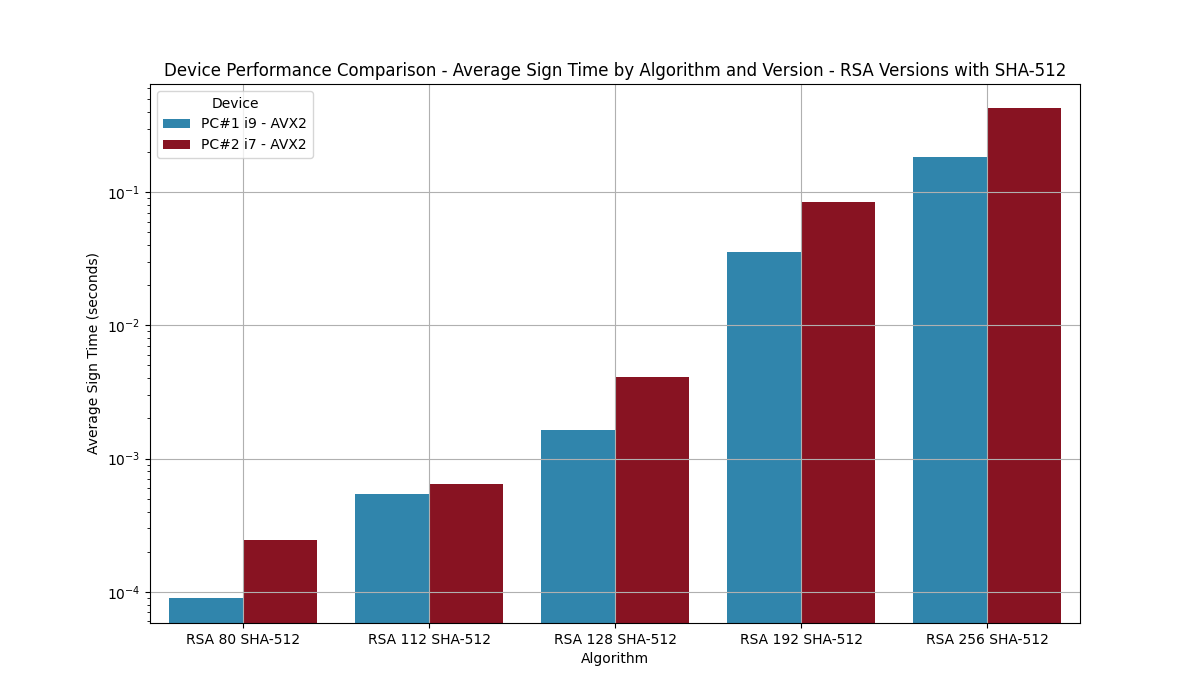 Device Performance Comparison - Average Sign Time by Algorithm and Version - RSA Versions with SHA-512
Device
PC#1 i9 - AVX2
PC#2 i7 - AVX2
Average Sign Time (seconds)
10⁻¹
10⁻²
10⁻³
10⁻⁴
RSA 80 SHA-512
RSA 112 SHA-512
RSA 128 SHA-512
RSA 192 SHA-512
RSA 256 SHA-512
Algorithm